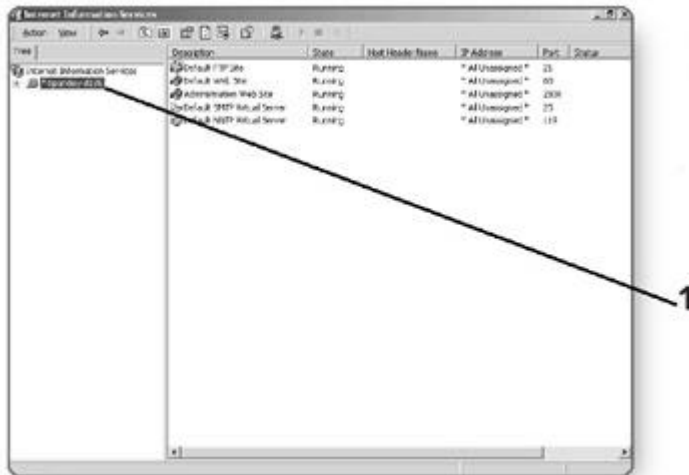 Internet Information Services
Action View
Tree
Description State Host Header Name IP Address Port Status
Internet Information Services
Default FTP Site Running * All Unassigned * 21
Default Web Site Running * All Unassigned * 80
Administration Web Site Running * All Unassigned *
Default SMTP Virtual Server Running * All Unassigned * 25
Default NNTP Virtual Server Running * All Unassigned * 119
1